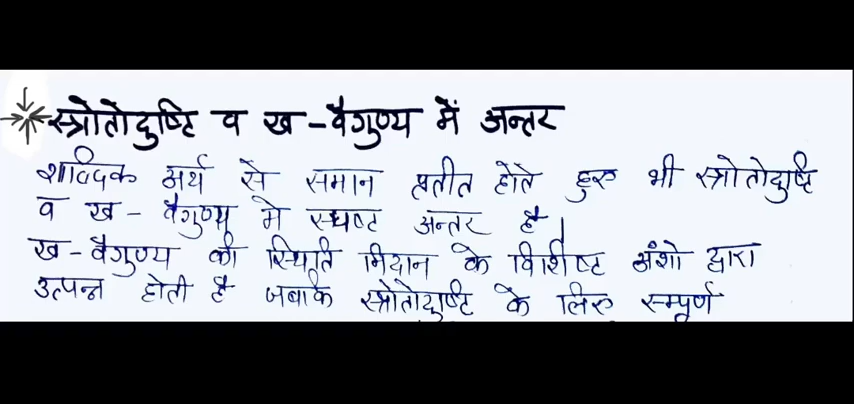 स्त्रोतोदुष्टि व ख-वैगुण्य में अन्तर
शाब्दिक अर्थ से समान प्रतीत होते हुए भी स्त्रोतोदुष्टि
व ख-वैगुण्य मे स्पष्ट अन्तर है।
ख-वैगुण्य की स्थिति निदान के विशिष्ट अंशो द्वारा
उत्पन्न होती है जबकि स्त्रोतोदुष्टि के लिए सम्पूर्ण